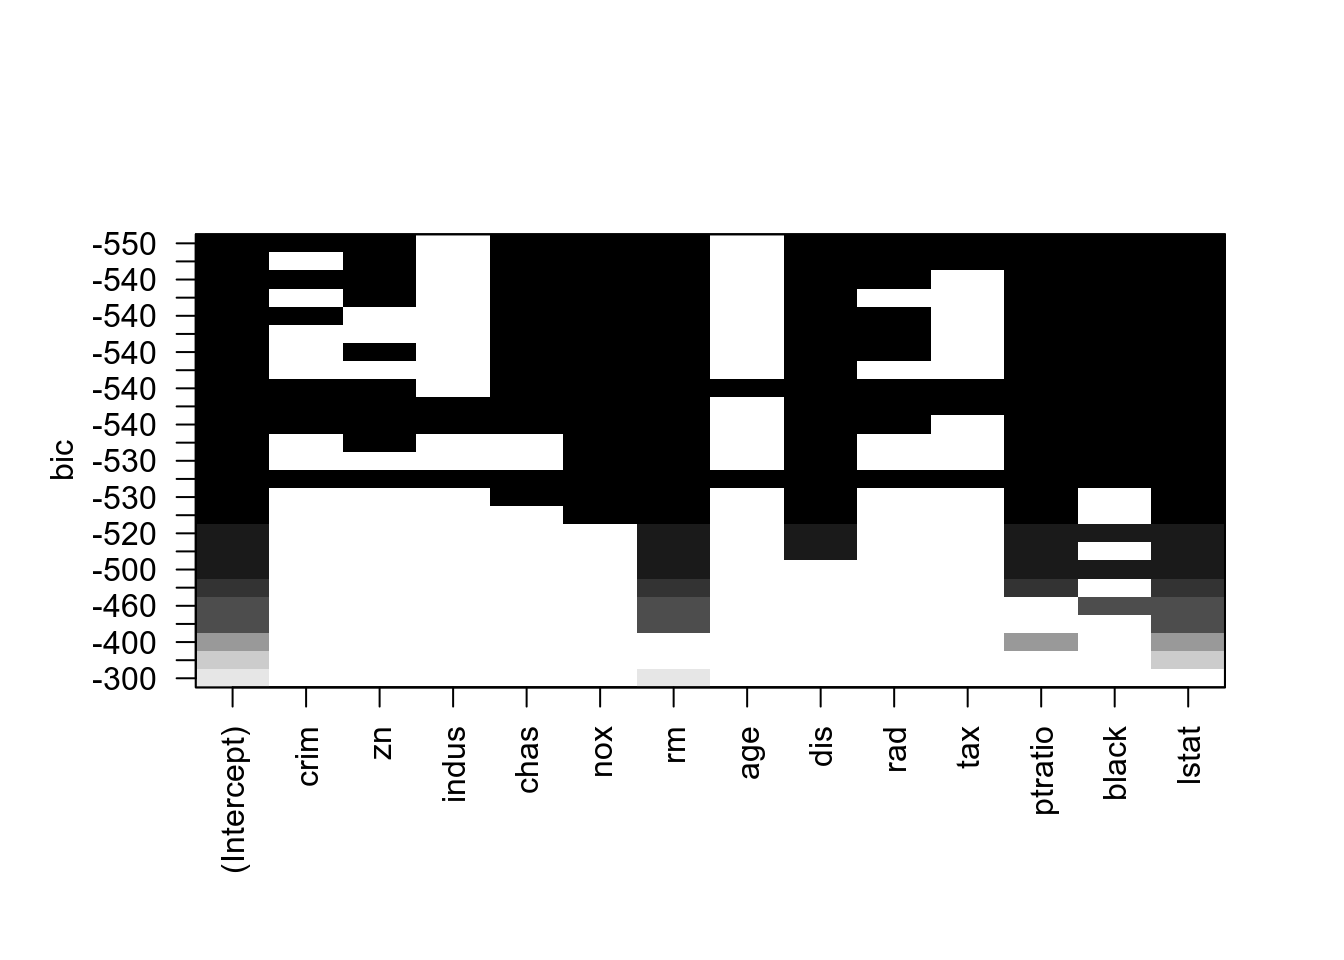 -550
-540
-540
-540
-540
-540
-530
-530
-520
-500
-460
-400
-300
bic
(Intercept)
crim
zn
indus
chas
nox
rm
age
dis
rad
tax
ptratio
black
lstat